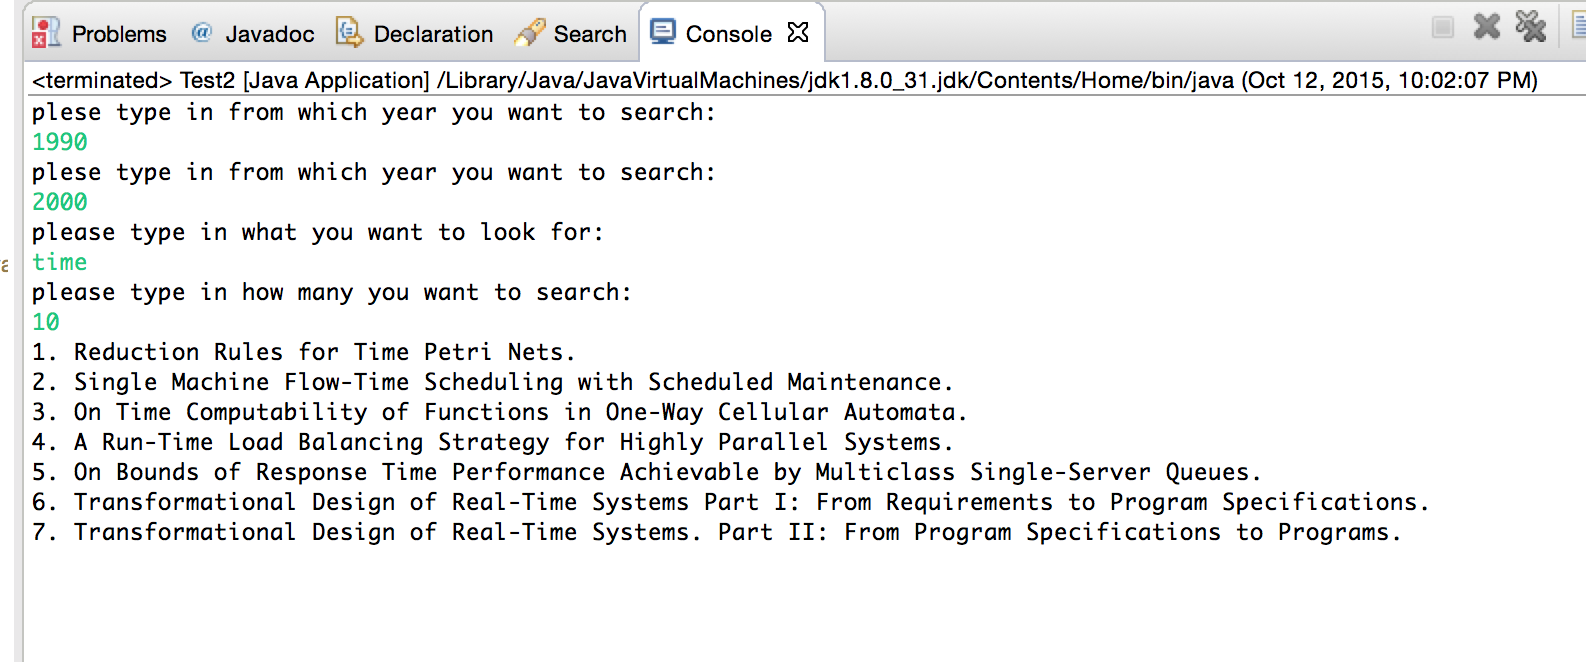 Problems @ Javadoc Declaration Search Console
<terminated> Test2 [Java Application] /Library/Java/JavaVirtualMachines/jdk1.8.0_31.jdk/Contents/Home/bin/java (Oct 12, 2015, 10:02:07 PM)
plese type in from which year you want to search:
1990
plese type in from which year you want to search:
2000
please type in what you want to look for:
time
please type in how many you want to search:
10
1. Reduction Rules for Time Petri Nets.
2. Single Machine Flow-Time Scheduling with Scheduled Maintenance.
3. On Time Computability of Functions in One-Way Cellular Automata.
4. A Run-Time Load Balancing Strategy for Highly Parallel Systems.
5. On Bounds of Response Time Performance Achievable by Multiclass Single-Server Queues.
6. Transformational Design of Real-Time Systems Part I: From Requirements to Program Specifications.
7. Transformational Design of Real-Time Systems. Part II: From Program Specifications to Programs.